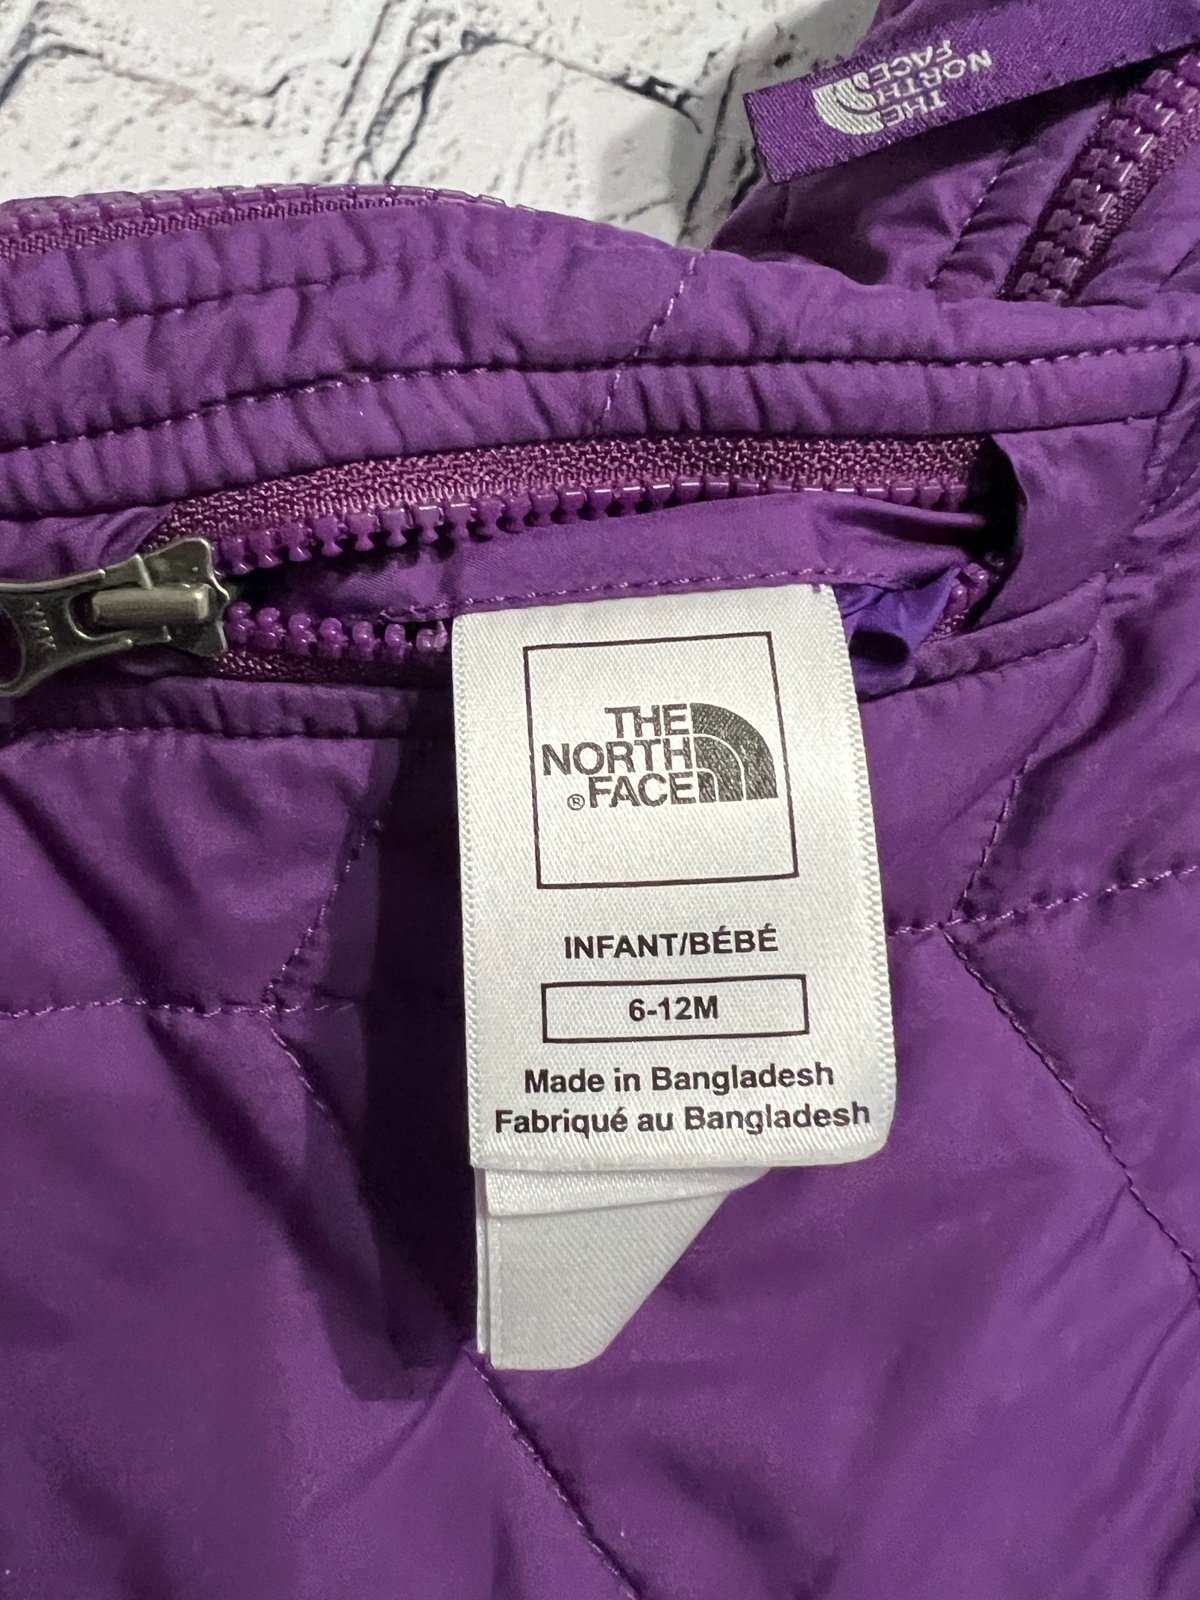 THE
NORTH
FACE
THE
NORTH
® FACE
INFANT/BÉBÉ
6-12M
Made in Bangladesh
Fabriqué au Bangladesh